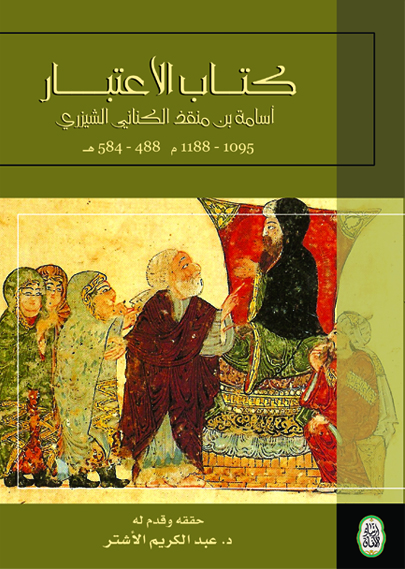 كتاب الاعتبار
أسامة بن منقذ الكناني الشيزري
1095 - 1188 م 488 - 584 هـ
حققه وقدم له
د. عبد الكريم الأشتر